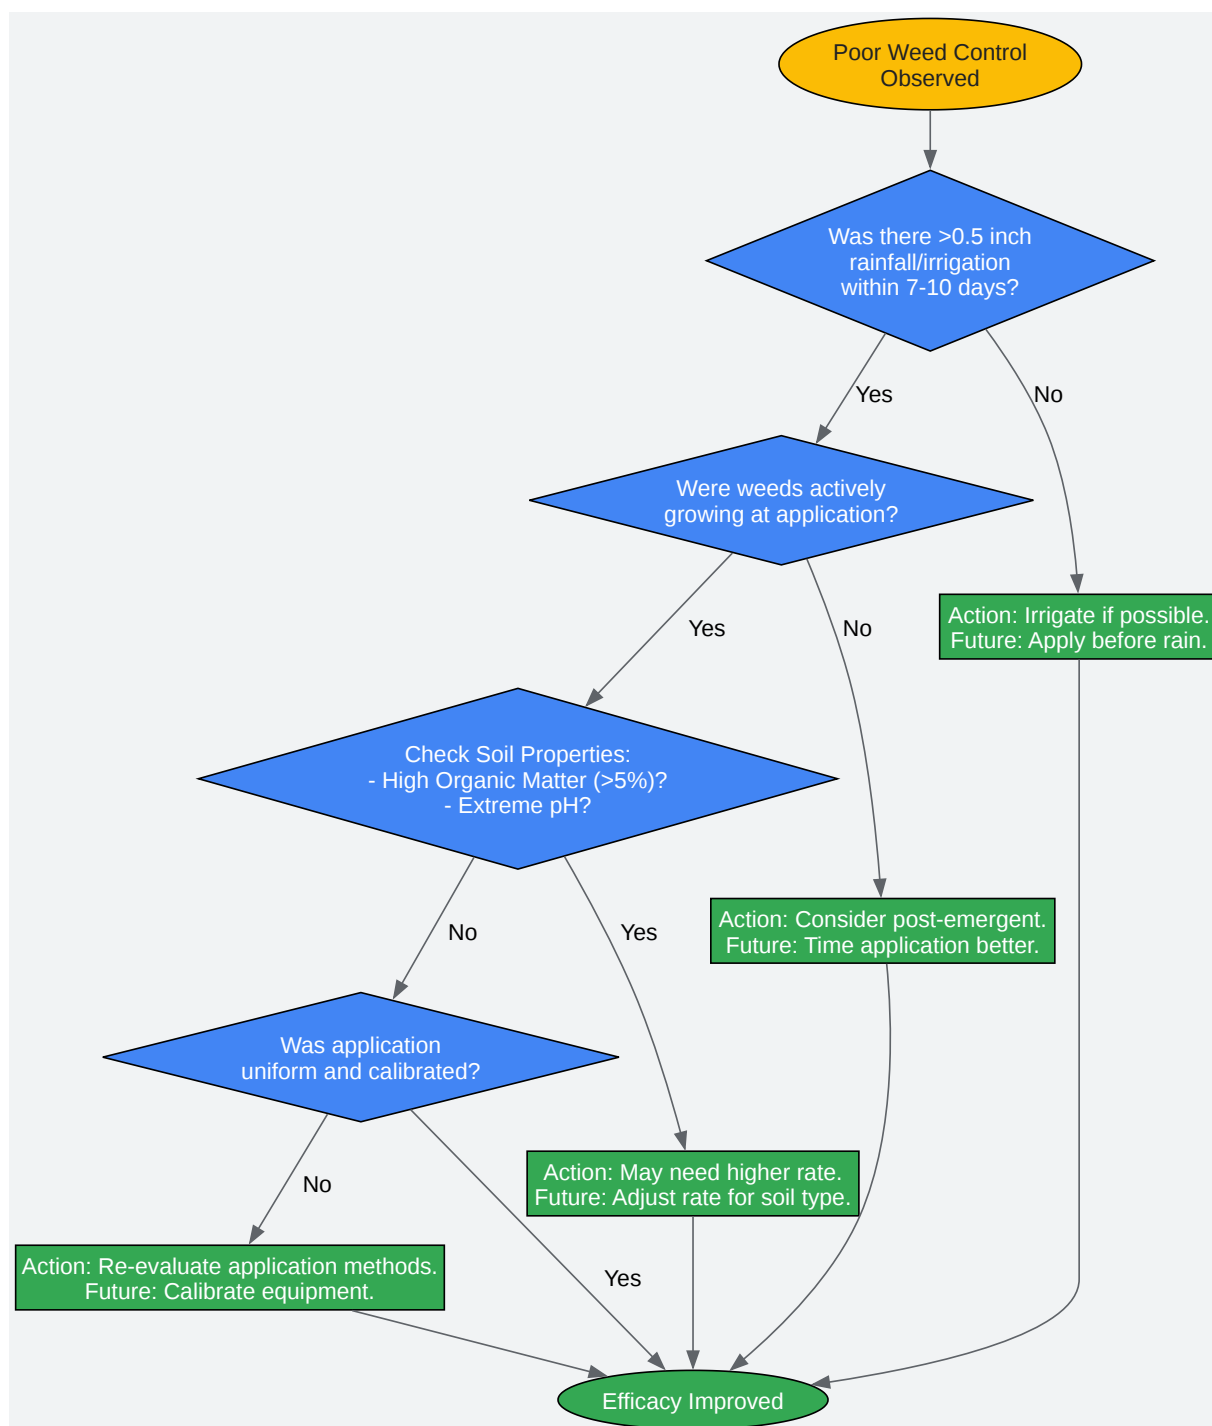 Poor Weed Control
Observed
Was there >0.5 inch
rainfall/irrigation
within 7-10 days?
Yes
No
Were weeds actively
growing at application?
Action: Irrigate if possible.
Future: Apply before rain.
Yes
No
Check Soil Properties:
- High Organic Matter (>5%)?
- Extreme pH?
Action: Consider post-emergent.
Future: Time application better.
No
Yes
Was application
uniform and calibrated?
Action: May need higher rate.
Future: Adjust rate for soil type.
No
Yes
Action: Re-evaluate application methods.
Future: Calibrate equipment.
Efficacy Improved